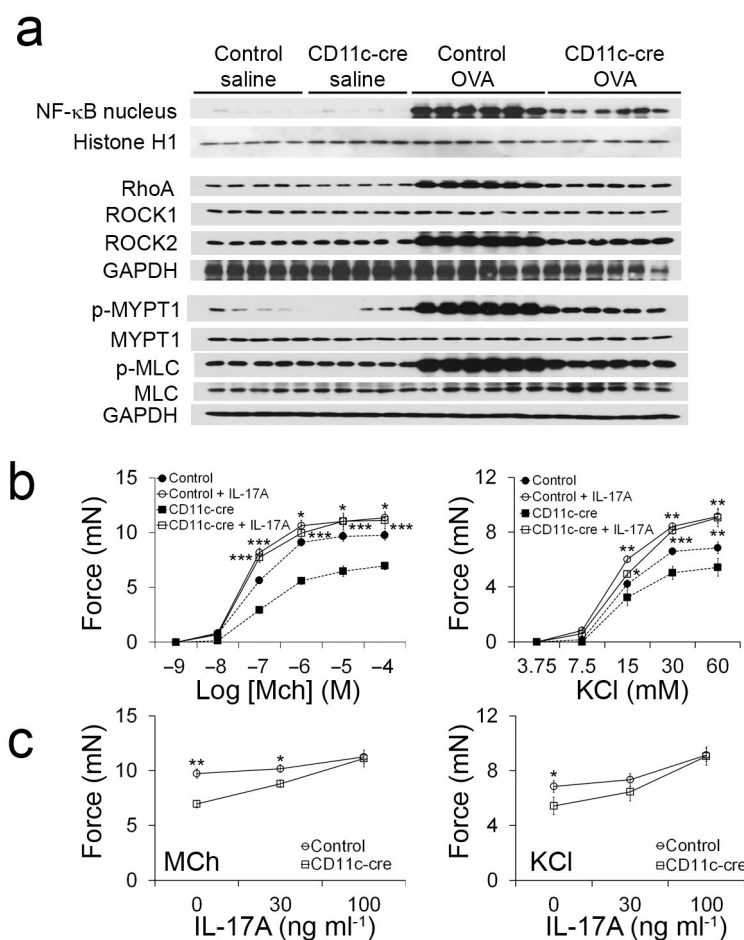 a
Control saline
CD11c-cre saline
Control OVA
CD11c-cre OVA
NF-κB nucleus
Histone H1
RhoA
ROCK1
ROCK2
GAPDH
p-MYPT1
MYPT1
p-MLC
MLC
GAPDH
b
Force (mN)
15
10
5
0
Control
Control + IL-17A
CD11c-cre
CD11c-cre + IL-17A
***
*
*
*
***
***
***
***
–9
–8
–7
–6
–5
–4
Log [Mch] (M)
Force (mN)
12
8
4
0
Control
Control + IL-17A
CD11c-cre
CD11c-cre + IL-17A
**
**
**
*
***
**
3.75
7.5
15
30
60
KCl (mM)
c
Force (mN)
15
10
5
0
**
*
MCh
Control
CD11c-cre
0
30
100
IL-17A (ng ml⁻¹)
Force (mN)
12
8
4
0
*
KCl
Control
CD11c-cre
0
30
100
IL-17A (ng ml⁻¹)